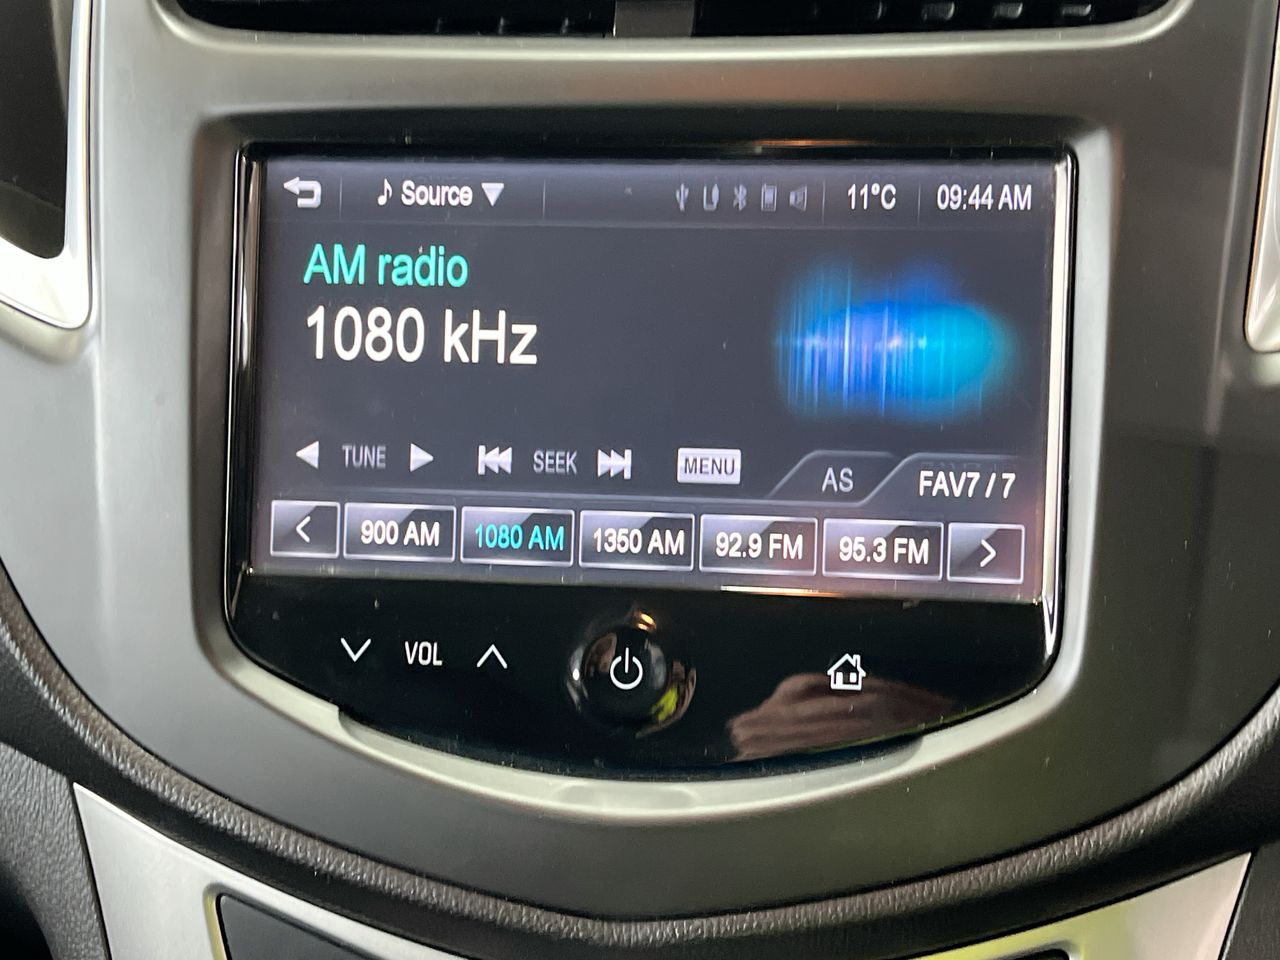 Source 11°C 09:44 AM
AM radio
1080 kHz
TUNE SEEK MENU AS FAV7 / 7
900 AM 1080 AM 1350 AM 92.9 FM 95.3 FM
VOL